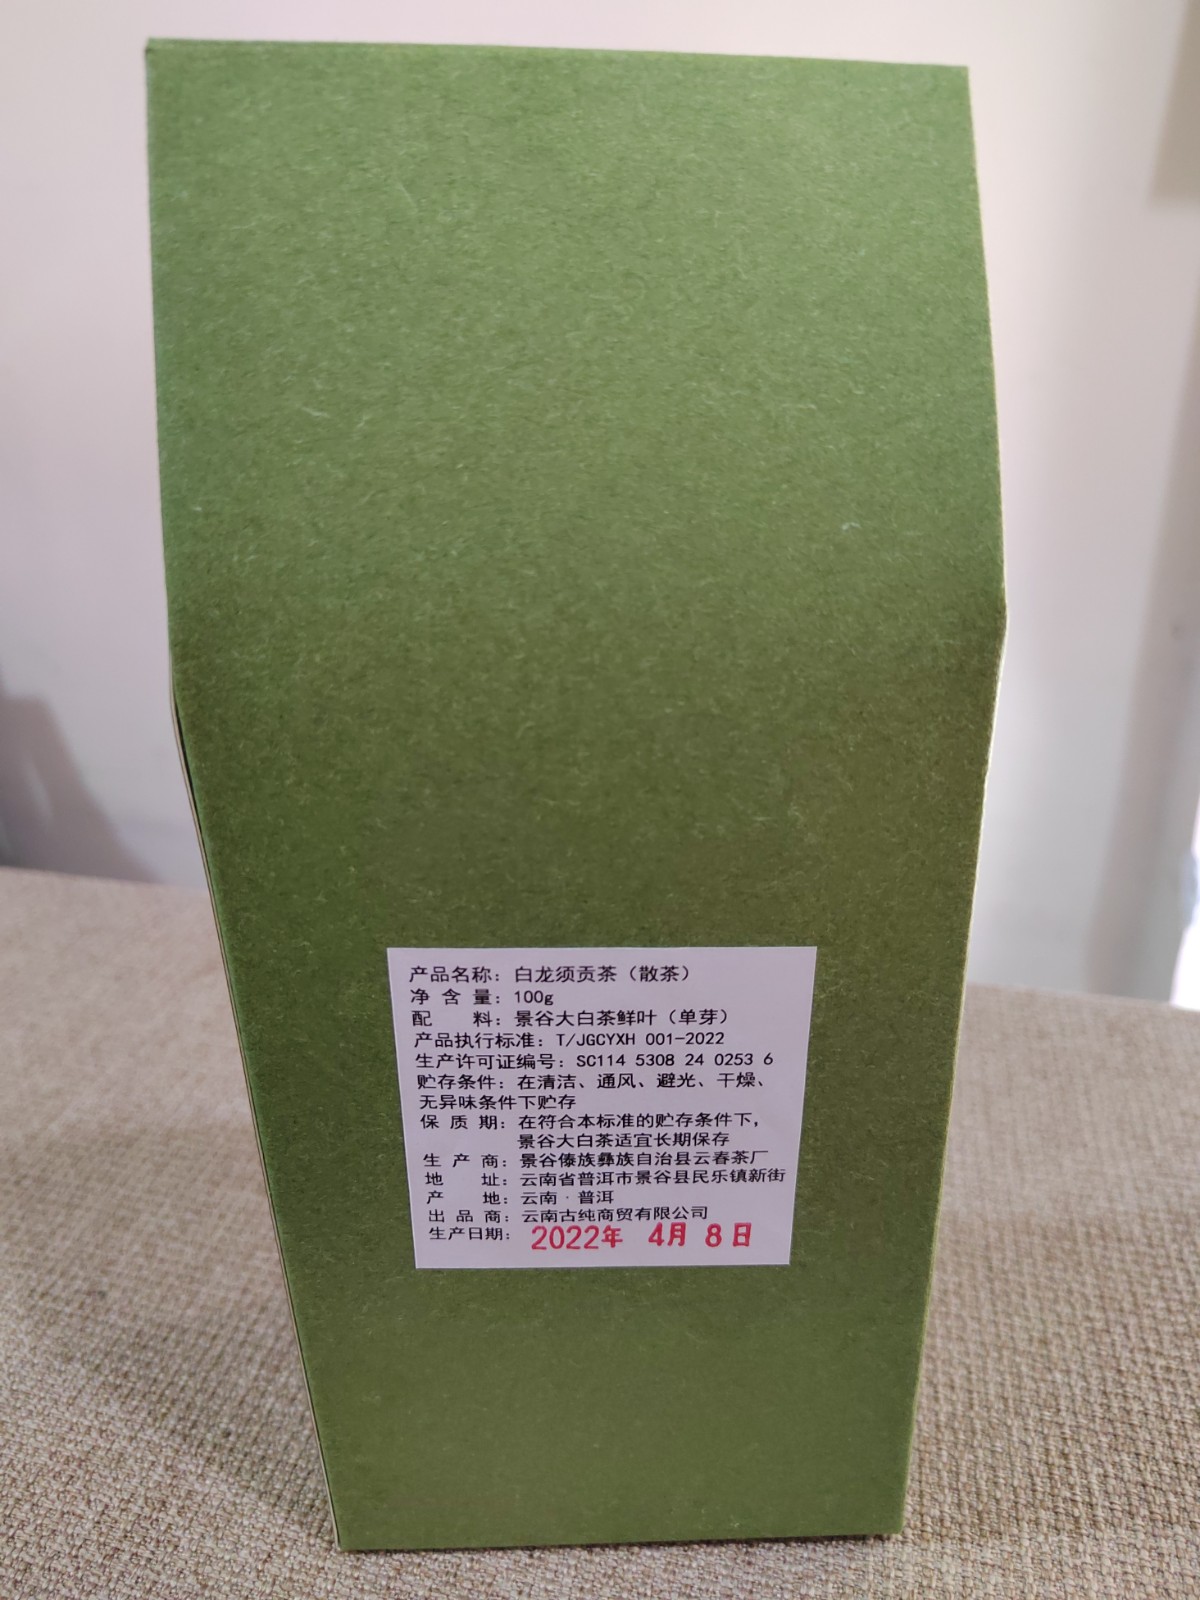 产品名称：白龙须贡茶（散茶）
净 含 量：100g
配 料：景谷大白茶鲜叶（单芽）
产品执行标准：T/JGCYXH 001-2022
生产许可证编号：SC114 5308 24 0253 6
贮存条件：在清洁、通风、避光、干燥、
无异味条件下贮存
保 质 期：在符合本标准的贮存条件下，
景谷大白茶适宜长期保存
生 产 商：景谷傣族彝族自治县云春茶厂
地 址：云南省普洱市景谷县民乐镇新街
产 地：云南·普洱
出 品 商：云南古纯商贸有限公司
生产日期：2022年 4月 8日